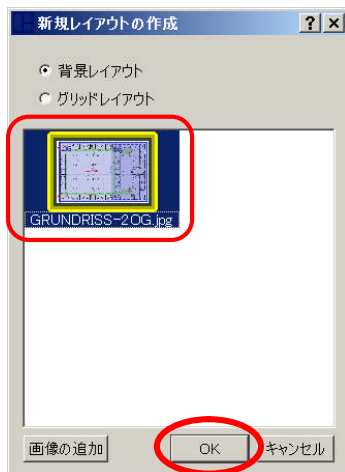 新規レイアウトの作成
背景レイアウト
グリッドレイアウト
GRUNDRISS-2OG.jpg
画像の追加 OK キャンセル